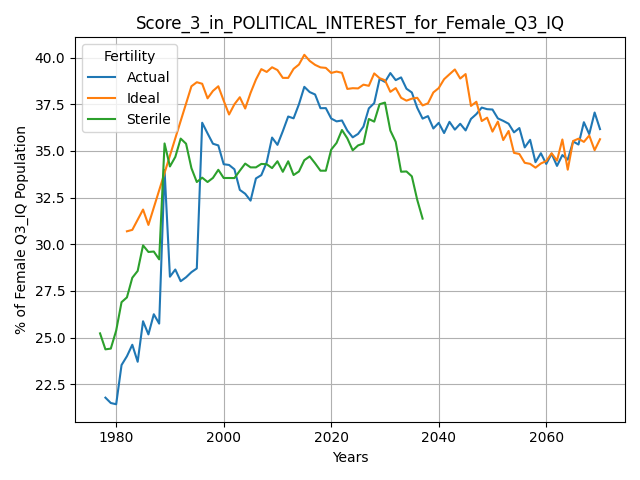 Score_3_in_POLITICAL_INTEREST_for_Female_Q3_IQ
Fertility
Actual
Ideal
Sterile
% of Female Q3_IQ Population
40.0
37.5
35.0
32.5
30.0
27.5
25.0
22.5
1980 2000 2020 2040 2060
Years